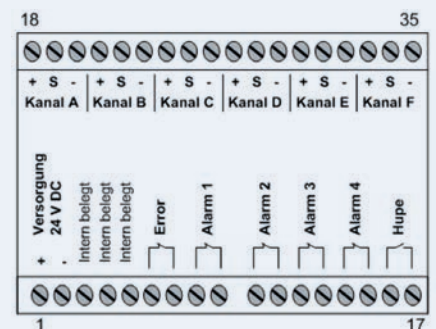 18 35
+ S - + S - + S - + S - + S - + S -
Kanal A Kanal B Kanal C Kanal D Kanal E Kanal F
+ Versorgung
- 24 V DC
Intern belegt
Intern belegt
Intern belegt
Error
Alarm 1
Alarm 2
Alarm 3
Alarm 4
Hupe
1 17